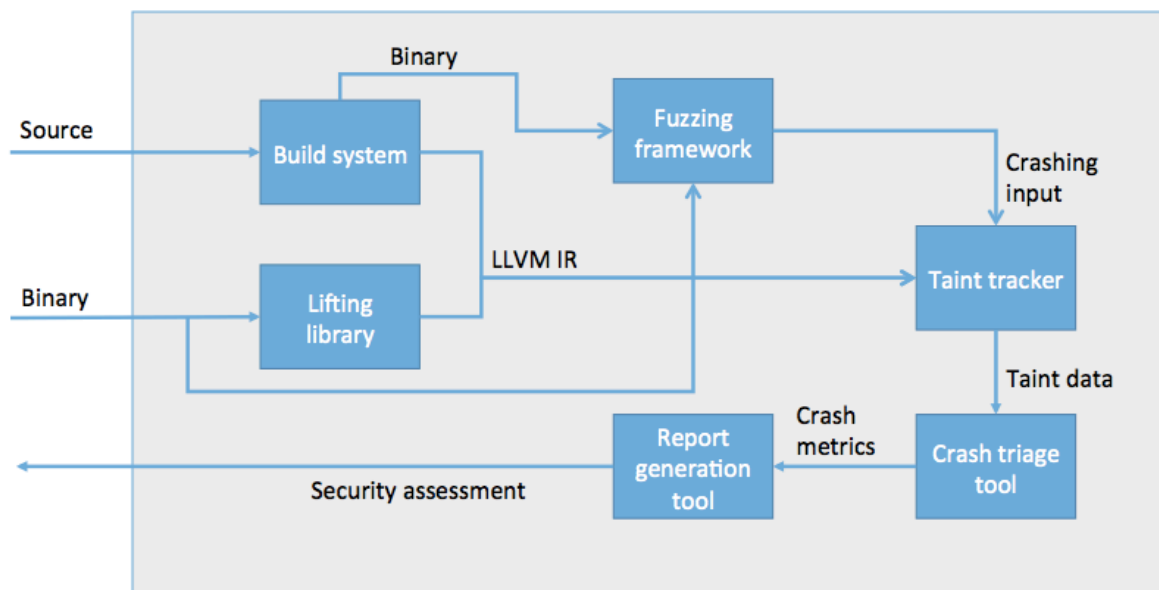 Binary
Source
Build system
Fuzzing
framework
Crashing
input
LLVM IR
Binary
Lifting
library
Taint tracker
Taint data
Crash
metrics
Report
generation
tool
Crash triage
tool
Security assessment